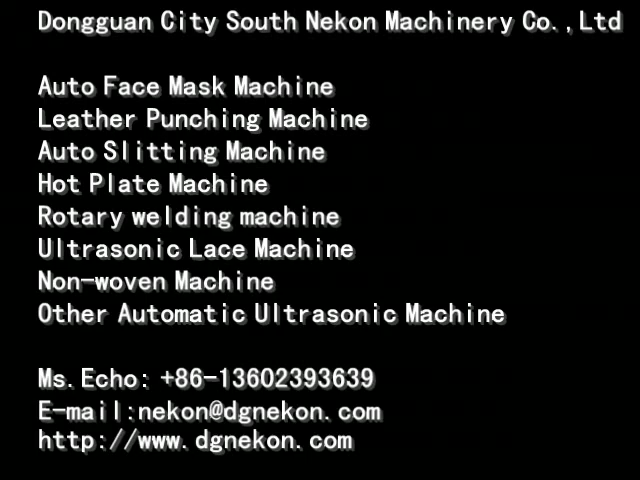 Dongguan City South Nekon Machinery Co.,Ltd
Auto Face Mask Machine
Leather Punching Machine
Auto Slitting Machine
Hot Plate Machine
Rotary welding machine
Ultrasonic Lace Machine
Non-woven Machine
Other Automatic Ultrasonic Machine
Ms.Echo: +86-13602393639
E-mail:nekon@dgnekon.com
http://www.dgnekon.com